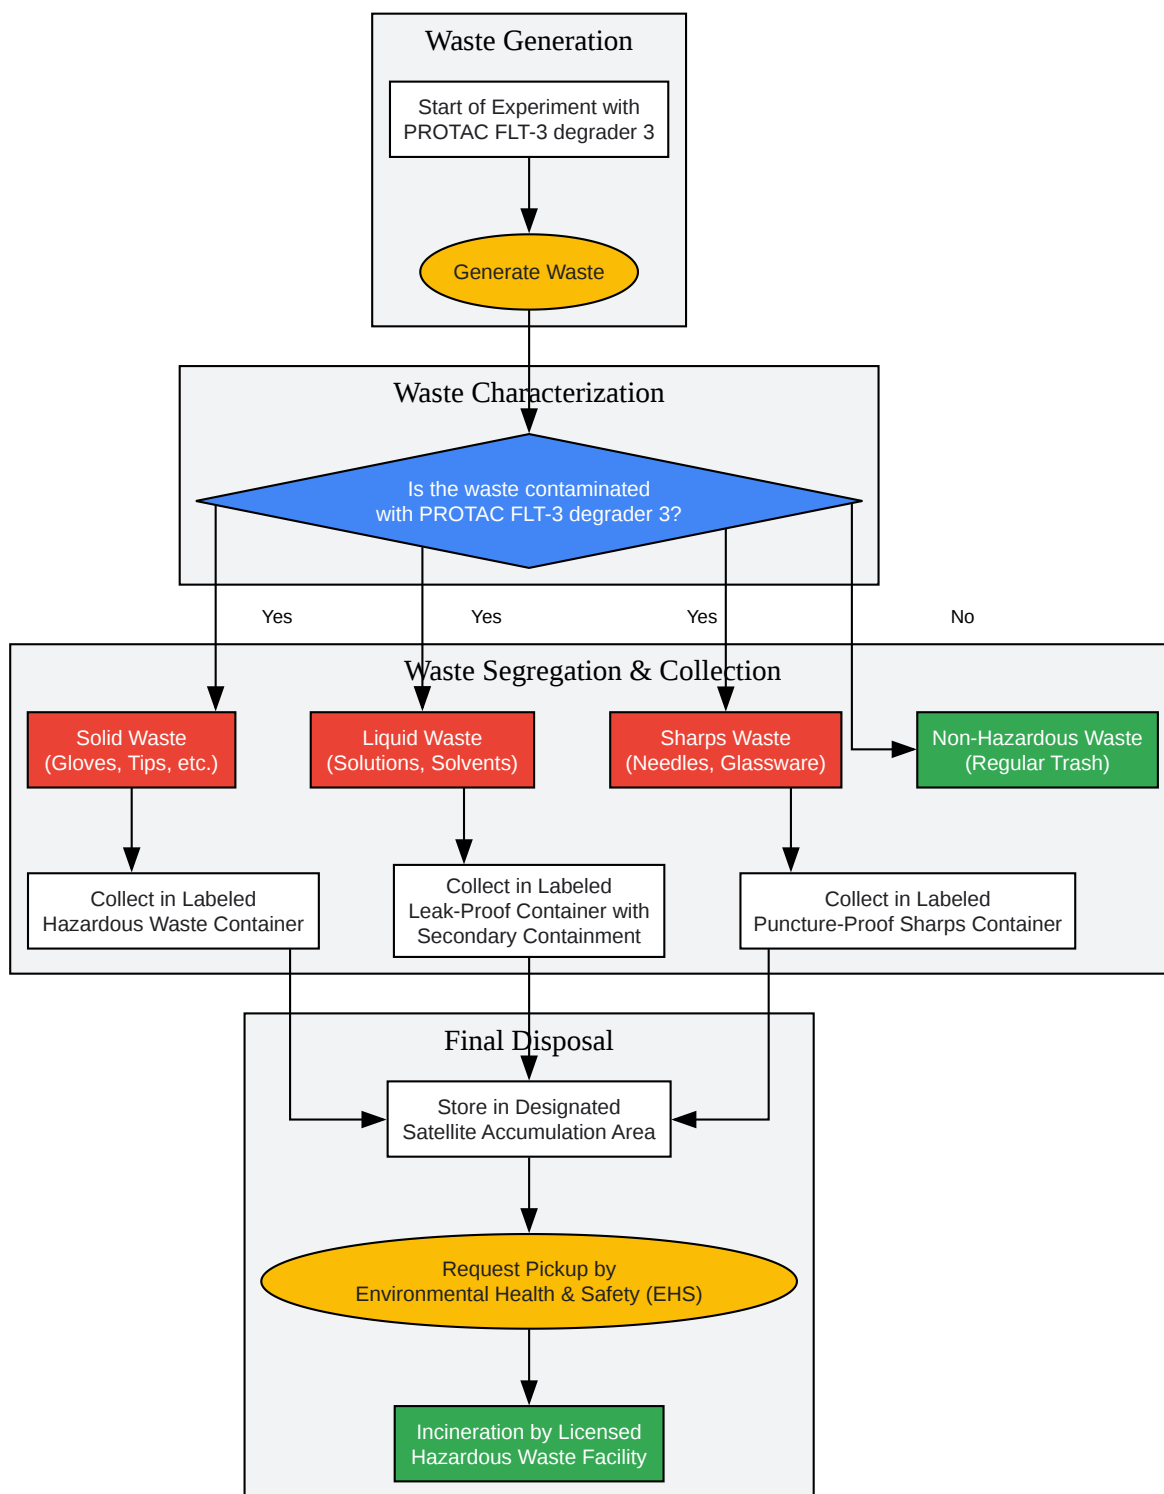 Waste Generation
Start of Experiment with
PROTAC FLT-3 degrader 3
Generate Waste
Waste Characterization
Is the waste contaminated
with PROTAC FLT-3 degrader 3?
Yes
Yes
Yes
No
Waste Segregation & Collection
Solid Waste
(Gloves, Tips, etc.)
Liquid Waste
(Solutions, Solvents)
Sharps Waste
(Needles, Glassware)
Non-Hazardous Waste
(Regular Trash)
Collect in Labeled
Hazardous Waste Container
Collect in Labeled
Leak-Proof Container with
Secondary Containment
Collect in Labeled
Puncture-Proof Sharps Container
Final Disposal
Store in Designated
Satellite Accumulation Area
Request Pickup by
Environmental Health & Safety (EHS)
Incineration by Licensed
Hazardous Waste Facility